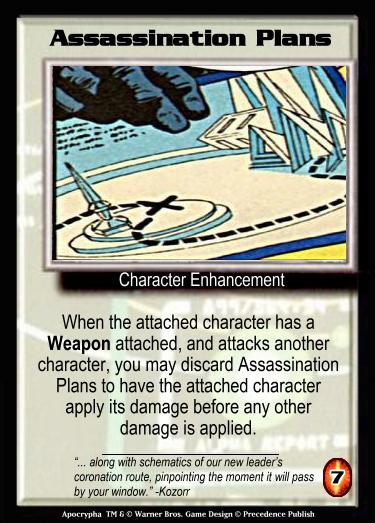 Assassination Plans
Character Enhancement
When the attached character has a
Weapon attached, and attacks another
character, you may discard Assassination
Plans to have the attached character
apply its damage before any other
damage is applied.
“... along with schematics of our new leader’s
coronation route, pinpointing the moment it will pass
by your window.” -Kozorr
7
Apocrypha TM & © Warner Bros. Game Design © Precedence Publish